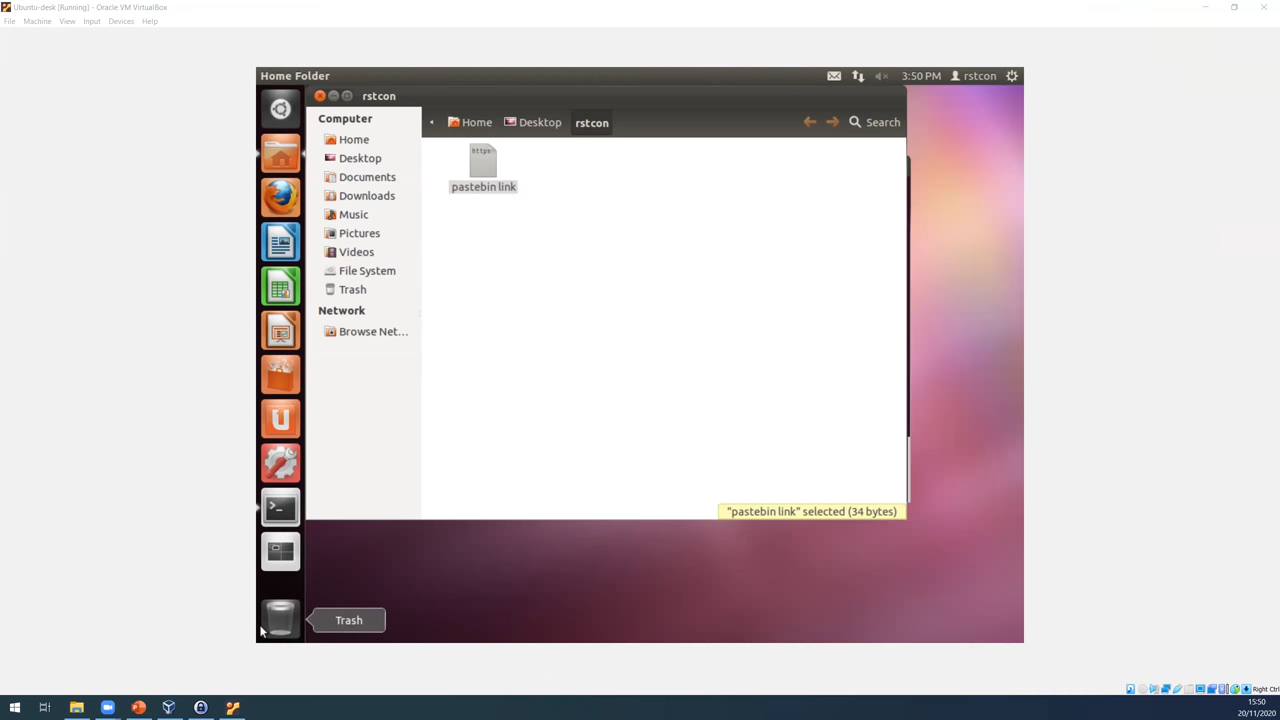 Ubuntu-desk [Running] - Oracle VM VirtualBox
File Machine View Input Devices Help
Home Folder
3:50 PM rstcon
rstcon
Home Desktop rstcon Search
Computer
Home
Desktop
Documents
Downloads
Music
Pictures
Videos
File System
Trash
Network
Browse Net...
https
pastebin link
"pastebin link" selected (34 bytes)
Trash
Right Ctrl
15:50
20/11/2020